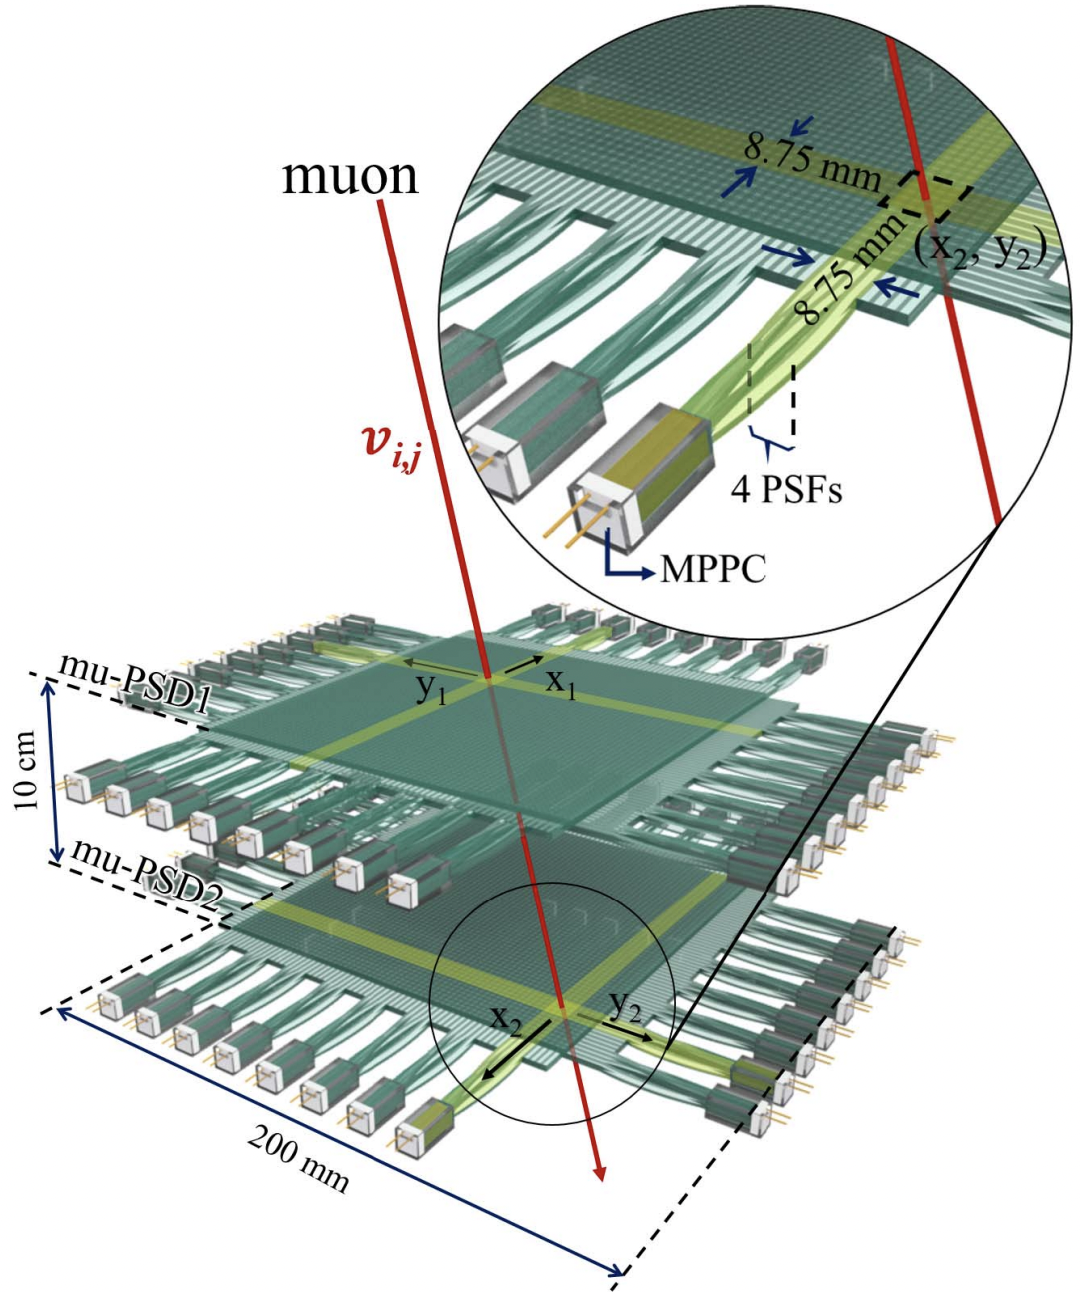 8.75 mm
muon
(x₂, y₂)
8.75 mm
v_{i,j}
4 PSFs
MPPC
mu-PSD1
y₁
x₁
10 cm
mu-PSD2
x₂
y₂
200 mm